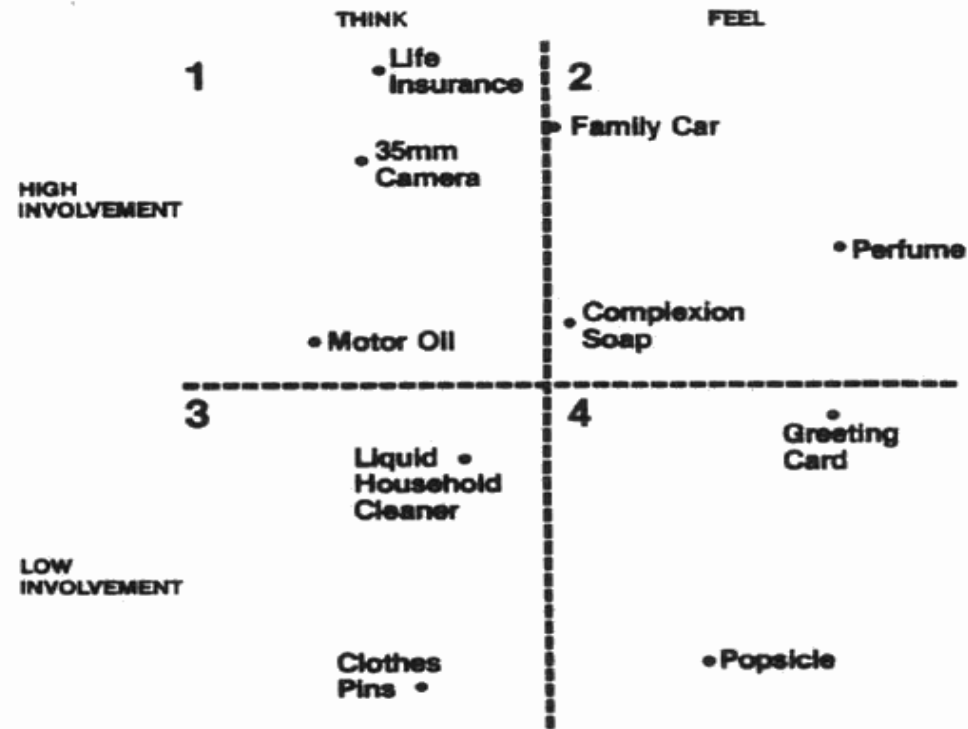 THINK
FEEL
1
Life
Insurance
2
Family Car
35mm
Camera
HIGH
INVOLVEMENT
Perfume
Complexion
Soap
Motor Oil
3
4
Greeting
Card
Liquid
Household
Cleaner
LOW
INVOLVEMENT
Clothes
Pins
Popsicle